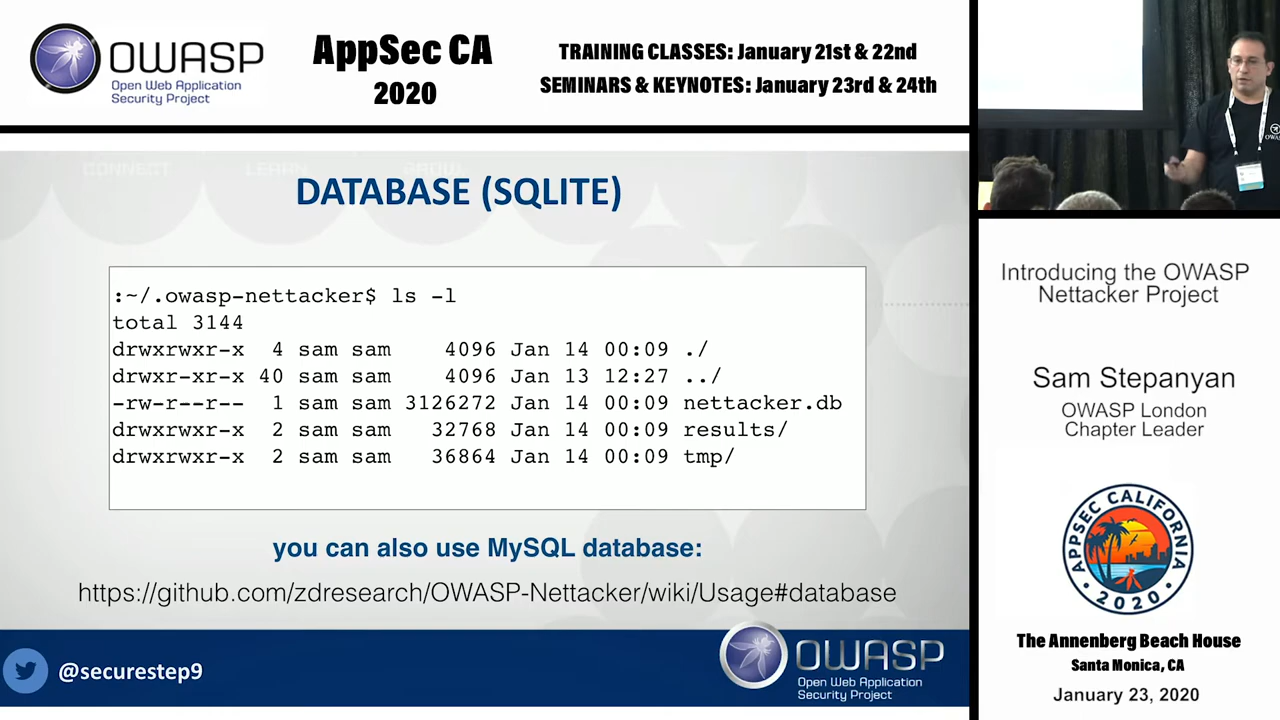 OWASP
Open Web Application
Security Project
AppSec CA
2020
TRAINING CLASSES: January 21st & 22nd
SEMINARS & KEYNOTES: January 23rd & 24th
CONNECT LEARN GROW
DATABASE (SQLITE)
:~/.owasp-nettacker$ ls -l
total 3144
drwxrwxr-x 4 sam sam 4096 Jan 14 00:09 ./
drwxr-xr-x 40 sam sam 4096 Jan 13 12:27 ../
-rw-r--r-- 1 sam sam 3126272 Jan 14 00:09 nettacker.db
drwxrwxr-x 2 sam sam 32768 Jan 14 00:09 results/
drwxrwxr-x 2 sam sam 36864 Jan 14 00:09 tmp/
you can also use MySQL database:
https://github.com/zdresearch/OWASP-Nettacker/wiki/Usage#database
@securestep9
OWASP
Open Web Application
Security Project
Introducing the OWASP
Nettacker Project
Sam Stepanyan
OWASP London
Chapter Leader
APPSEC CALIFORNIA
2020
The Annenberg Beach House
Santa Monica, CA
January 23, 2020